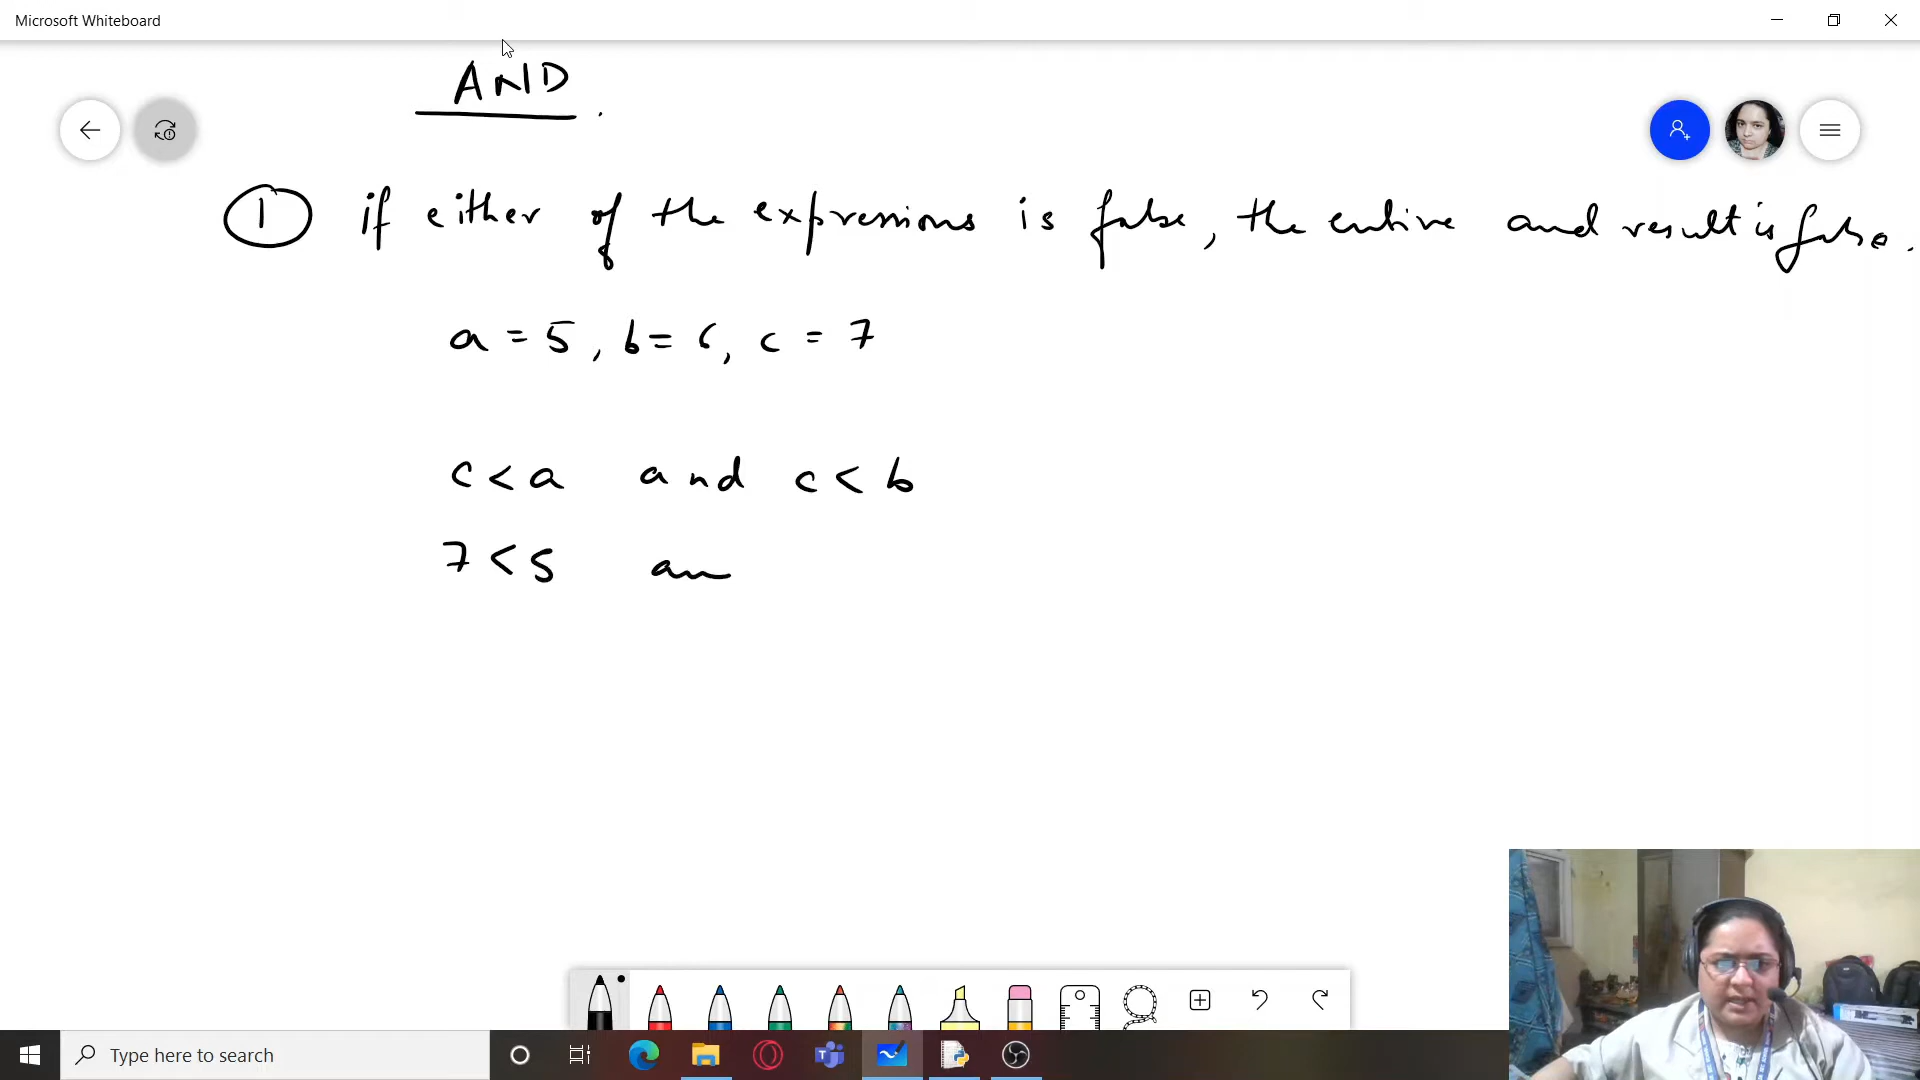 Microsoft Whiteboard
AND.
① if either of the expressions is false, the entire and result is false.
a = 5, b = 6, c = 7
c < a and c < b
7 < 5 an
Type here to search